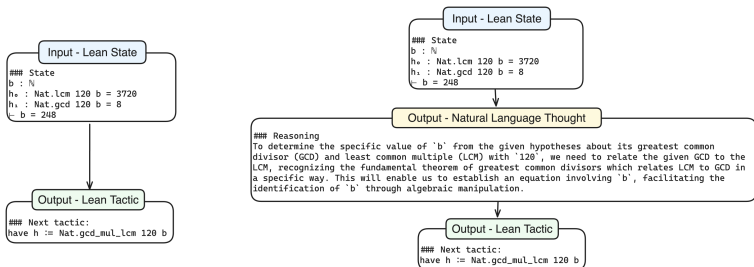 Input - Lean State
### State
b : ℕ
h₀ : Nat.lcm 120 b = 3720
h₁ : Nat.gcd 120 b = 8
⊢ b = 248
Output - Lean Tactic
### Next tactic:
have h := Nat.gcd_mul_lcm 120 b
Input - Lean State
### State
b : ℕ
h₀ : Nat.lcm 120 b = 3720
h₁ : Nat.gcd 120 b = 8
⊢ b = 248
Output - Natural Language Thought
### Reasoning
To determine the specific value of `b` from the given hypotheses about its greatest common
divisor (GCD) and least common multiple (LCM) with `120`, we need to relate the given GCD to the
LCM, recognizing the fundamental theorem of greatest common divisors which relates LCM to GCD in
a specific way. This will enable us to establish an equation involving `b`, facilitating the
identification of `b` through algebraic manipulation.
Output - Lean Tactic
### Next tactic:
have h := Nat.gcd_mul_lcm 120 b